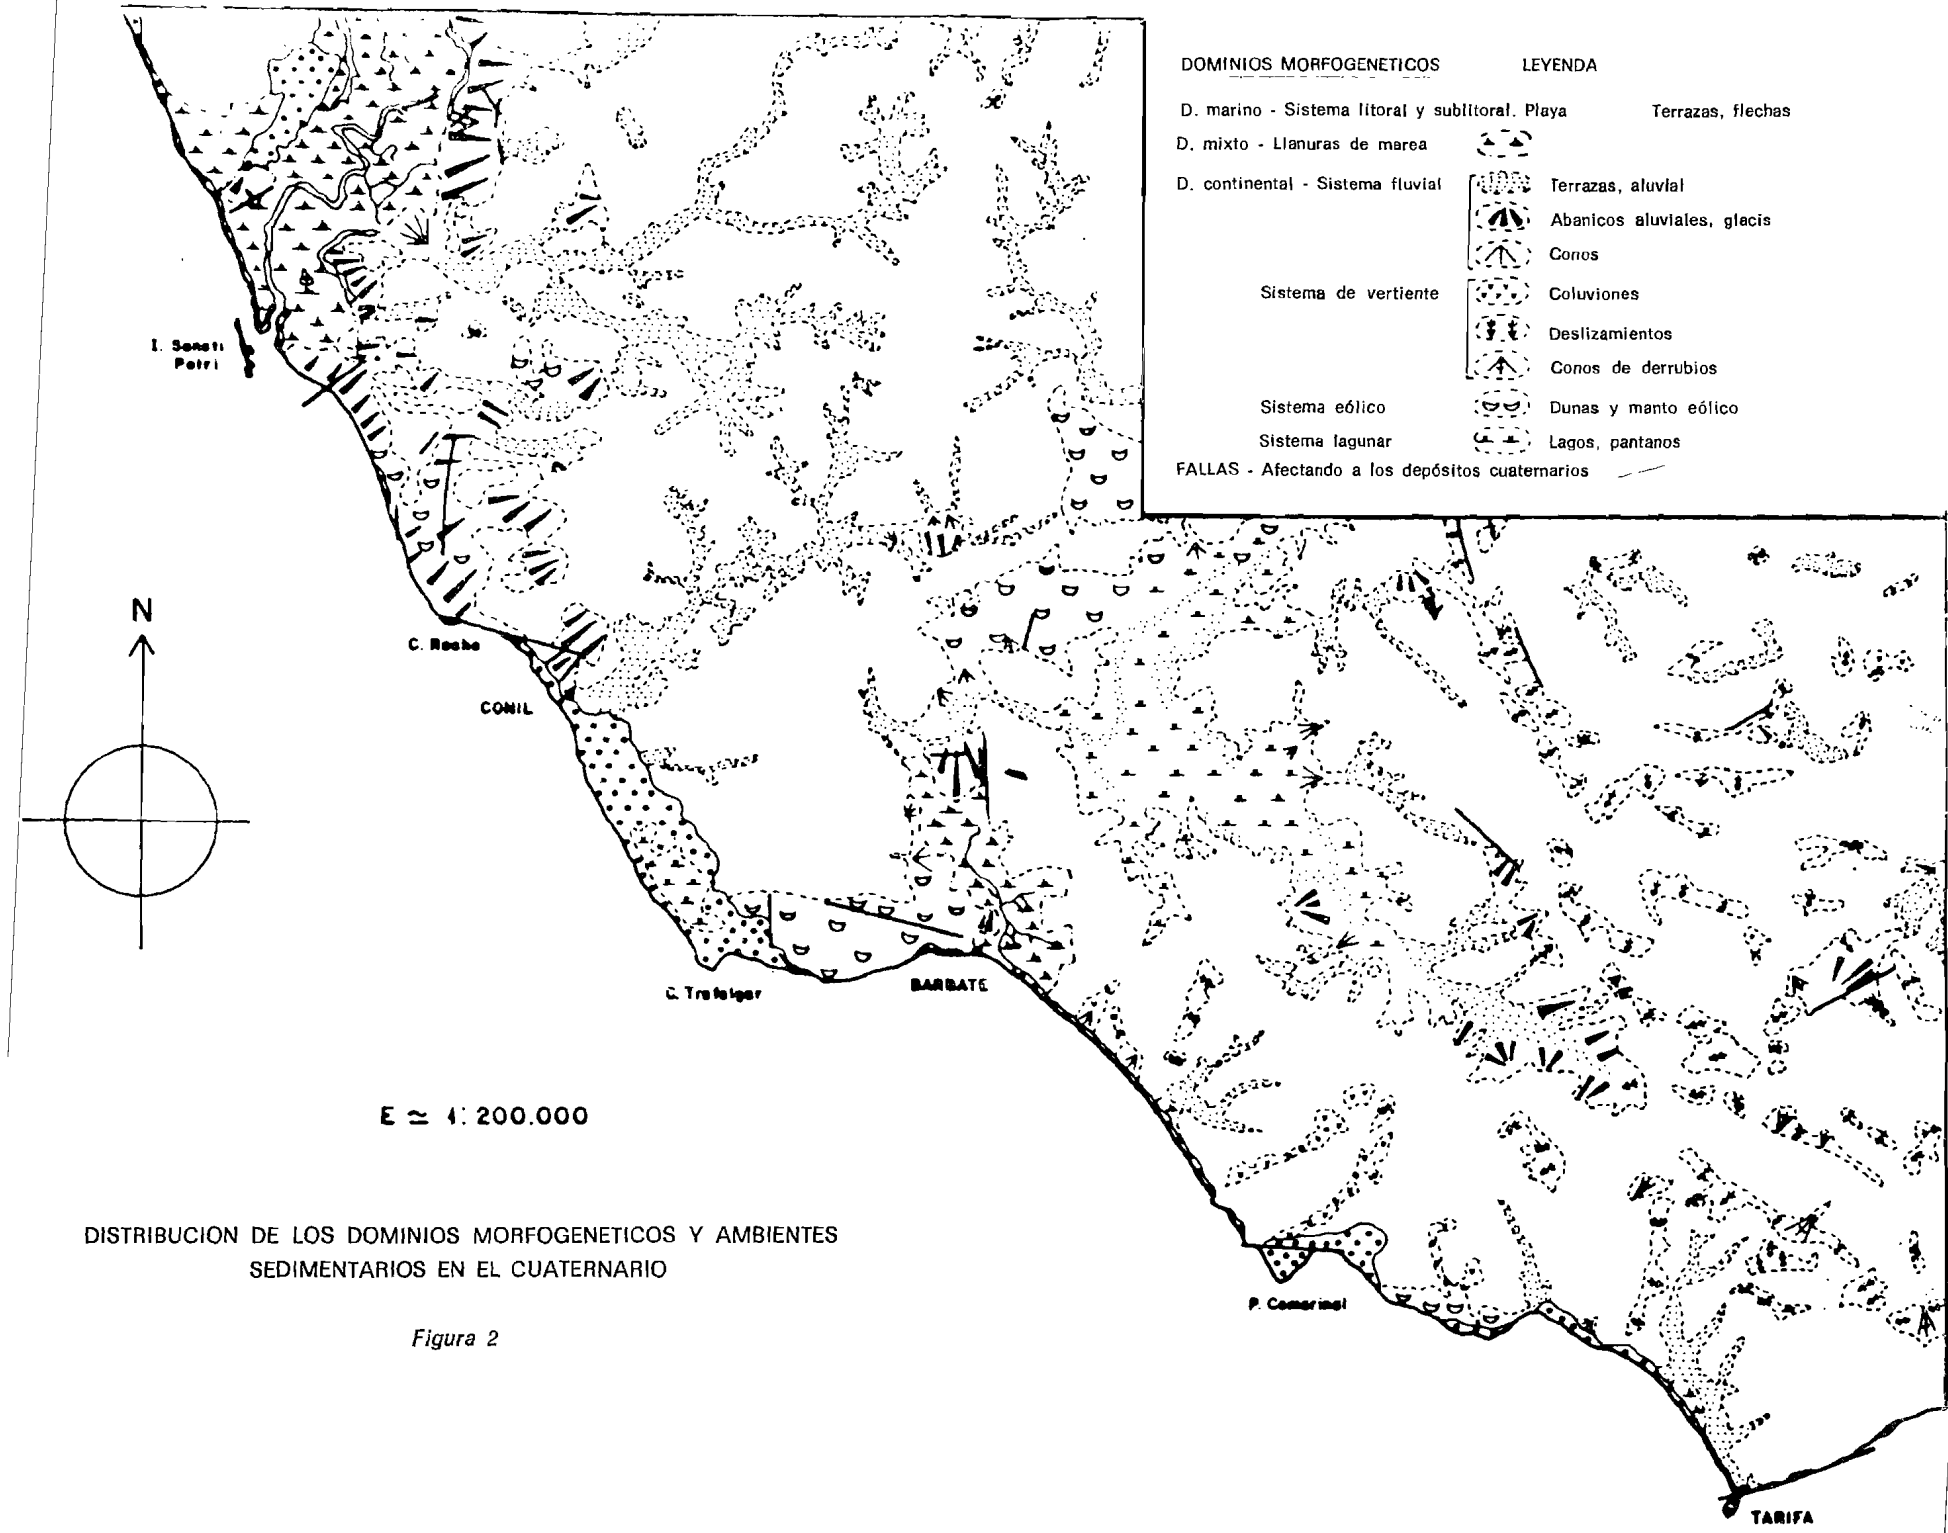 DOMINIOS MORFOGENETICOS LEYENDA
D. marino - Sistema litoral y sublitoral. Playa Terrazas, flechas
D. mixto - Llanuras de marea
D. continental - Sistema fluvial Terrazas, aluvial
Abanicos aluviales, glacis
Conos
Sistema de vertiente Coluviones
Deslizamientos
Conos de derrubios
Sistema eólico Dunas y manto eólico
Sistema lagunar Lagos, pantanos
FALLAS - Afectando a los depósitos cuaternarios
I. Sancti
Petri
N
C. Roche
CONIL
C. Trafalgar
BARBATE
E ≃ 1:200.000
DISTRIBUCION DE LOS DOMINIOS MORFOGENETICOS Y AMBIENTES
SEDIMENTARIOS EN EL CUATERNARIO
P. Camarinal
Figura 2
TARIFA